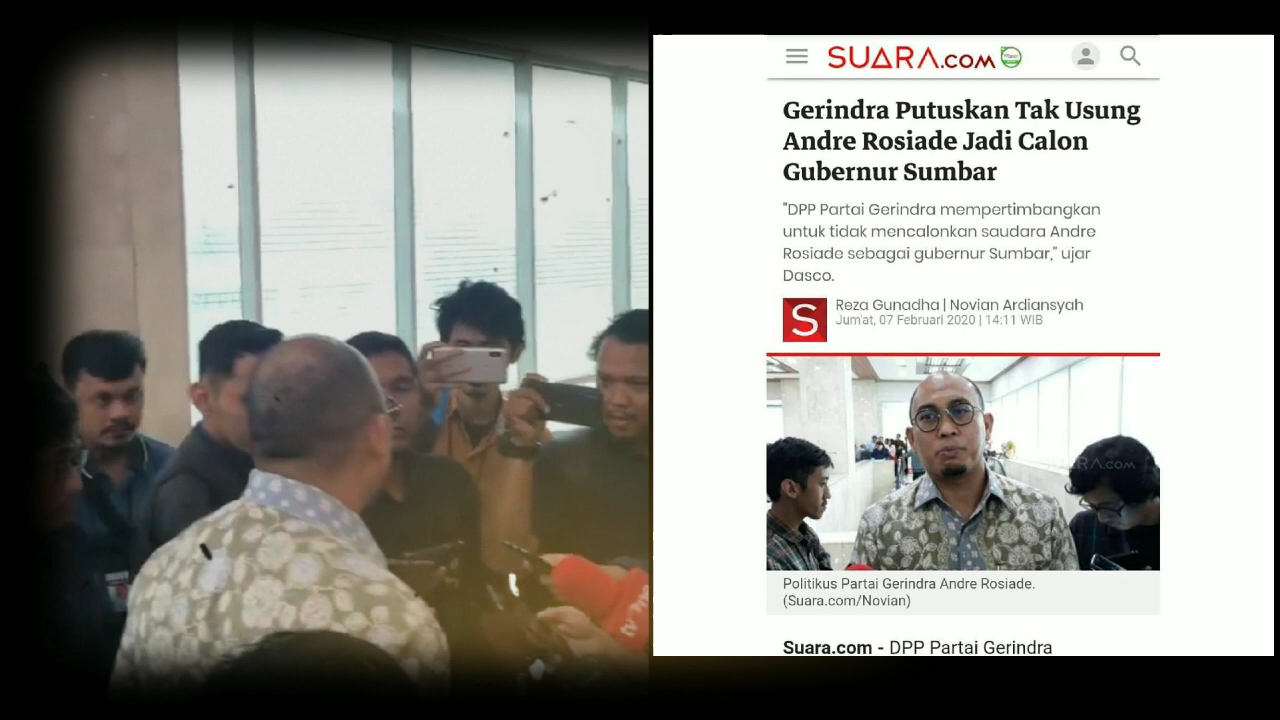 SUARA.com
Gerindra Putuskan Tak Usung
Andre Rosiade Jadi Calon
Gubernur Sumbar
"DPP Partai Gerindra mempertimbangkan
untuk tidak mencalonkan saudara Andre
Rosiade sebagai gubernur Sumbar," ujar
Dasco.
S
Reza Gunadha | Novian Ardiansyah
Jum'at, 07 Februari 2020 | 14:11 WIB
Politikus Partai Gerindra Andre Rosiade.
(Suara.com/Novian)
Suara.com - DPP Partai Gerindra